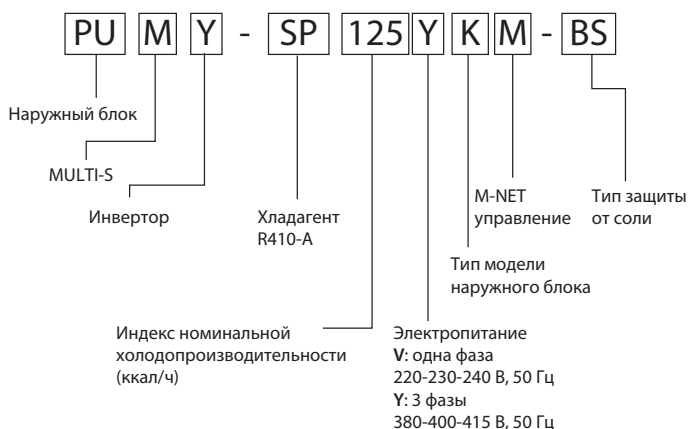 PU M Y - SP 125 Y K M - BS
Наружный блок
MULTI-S
Инвертор
Хладагент
R410-A
M-NET
управление
Тип защиты
от соли
Тип модели
наружного блока
Индекс номинальной
холодопроизводительности
(ккал/ч)
Электропитание
V: одна фаза
220-230-240 В, 50 Гц
Y: 3 фазы
380-400-415 В, 50 Гц